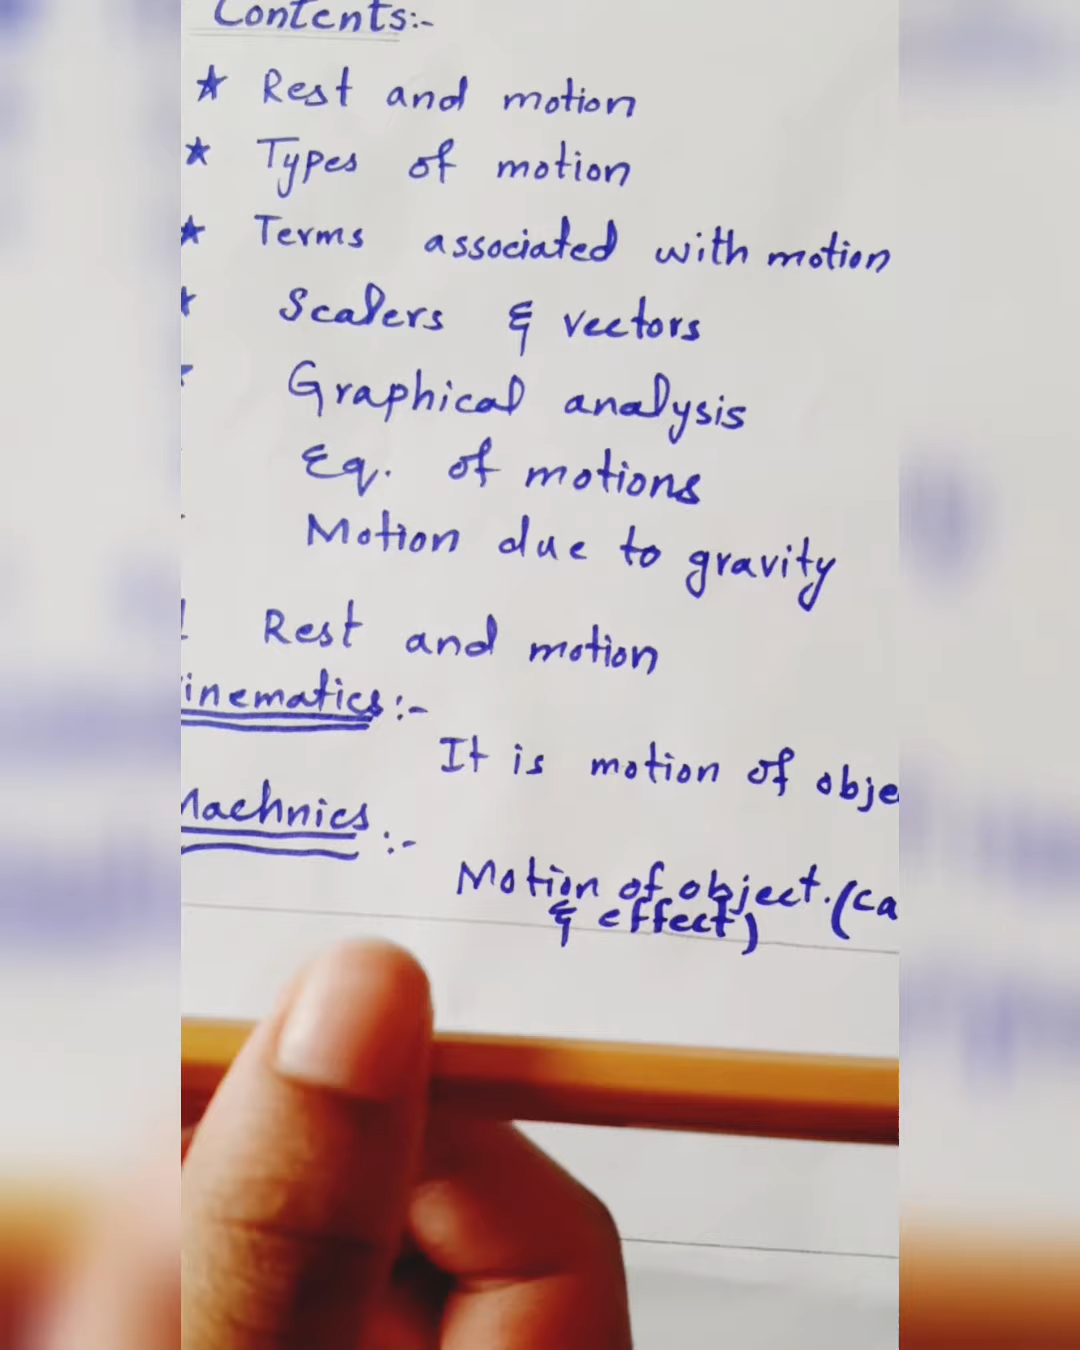 Contents:-
★ Rest and motion
★ Types of motion
★ Terms associated with motion
★ Scalers & vectors
★ Graphical analysis
Eq. of motions
Motion due to gravity
Rest and motion
inematics:-
It is motion of obje
Machnics:-
Motion of object. (ca
& effect)